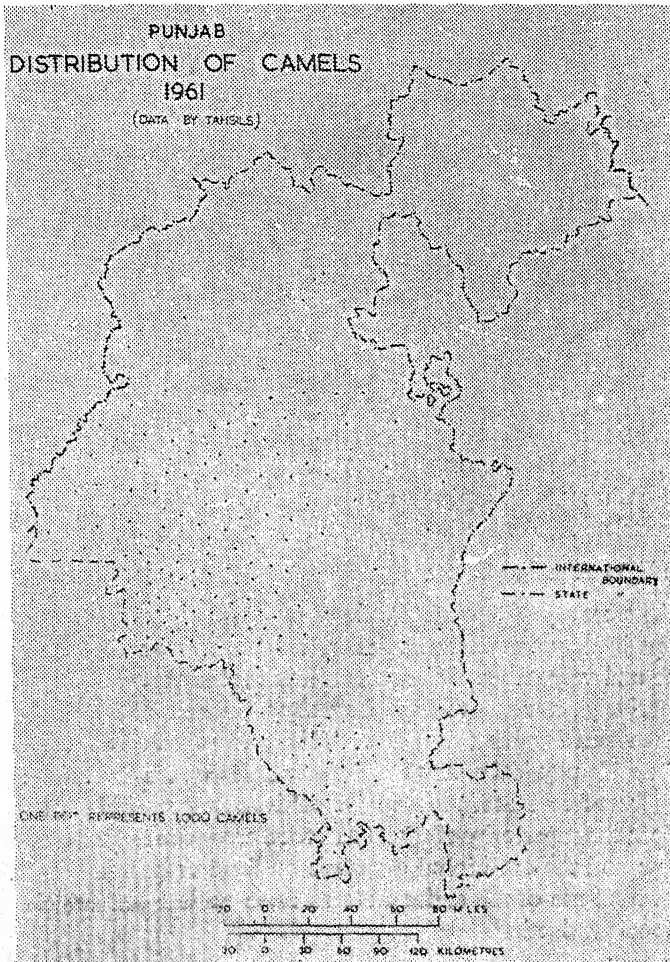 PUNJAB
DISTRIBUTION OF CAMELS
1961
(DATA BY TAHSILS)
INTERNATIONAL
BOUNDARY
STATE "
ONE DOT REPRESENTS 1,000 CAMELS
20 0 20 40 60 80 MILES
30 0 30 60 90 120 KILOMETRES